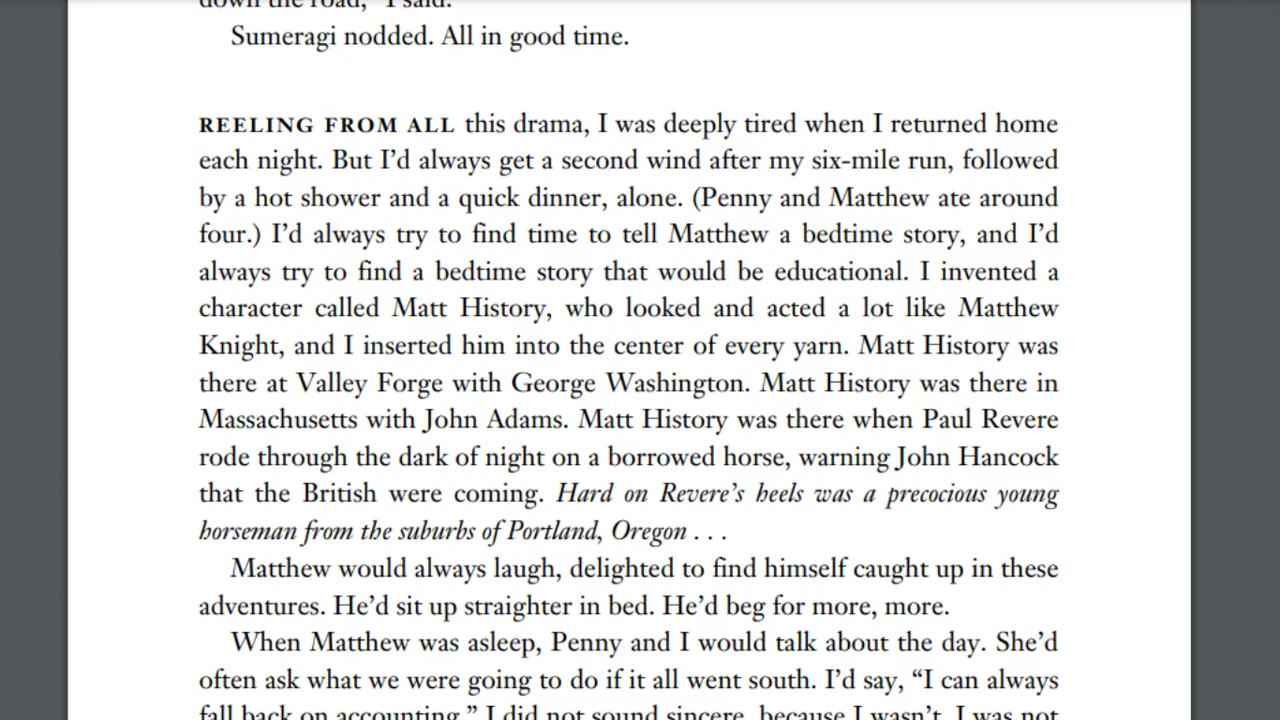 down the road," I said.
Sumeragi nodded. All in good time.
REELING FROM ALL this drama, I was deeply tired when I returned home
each night. But I’d always get a second wind after my six-mile run, followed
by a hot shower and a quick dinner, alone. (Penny and Matthew ate around
four.) I’d always try to find time to tell Matthew a bedtime story, and I’d
always try to find a bedtime story that would be educational. I invented a
character called Matt History, who looked and acted a lot like Matthew
Knight, and I inserted him into the center of every yarn. Matt History was
there at Valley Forge with George Washington. Matt History was there in
Massachusetts with John Adams. Matt History was there when Paul Revere
rode through the dark of night on a borrowed horse, warning John Hancock
that the British were coming. Hard on Revere’s heels was a precocious young
horseman from the suburbs of Portland, Oregon . . .
Matthew would always laugh, delighted to find himself caught up in these
adventures. He’d sit up straighter in bed. He’d beg for more, more.
When Matthew was asleep, Penny and I would talk about the day. She’d
often ask what we were going to do if it all went south. I’d say, “I can always
fall back on accounting.” I did not sound sincere, because I wasn’t. I was not